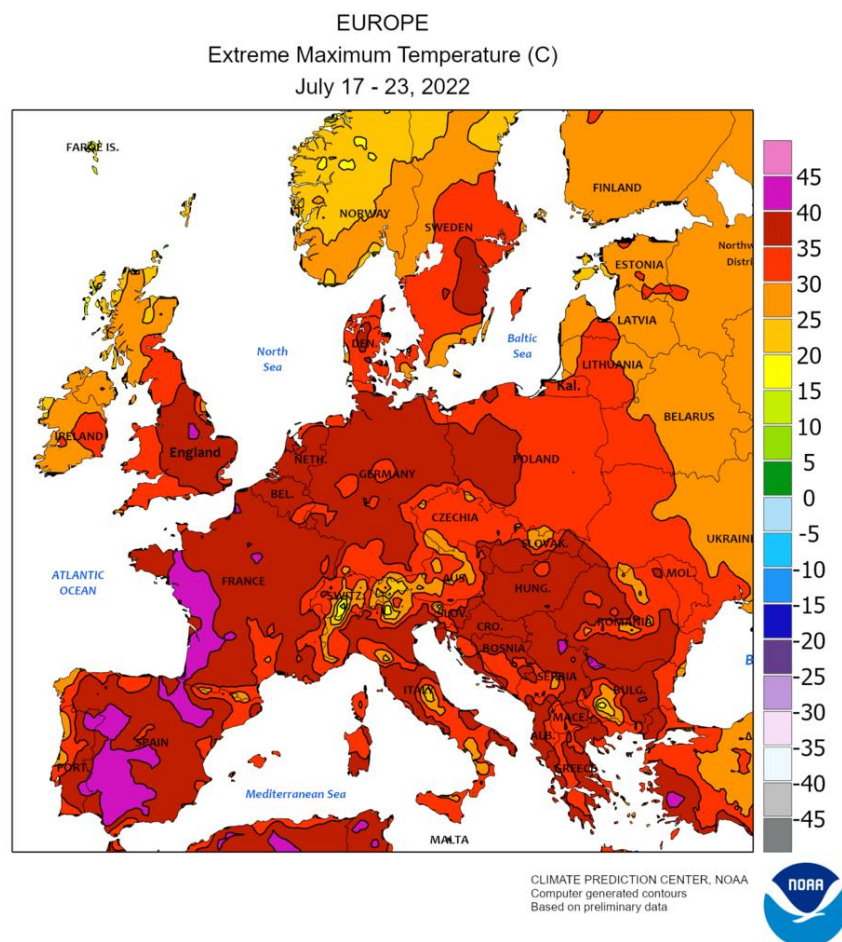 EUROPE
Extreme Maximum Temperature (C)
July 17 - 23, 2022
FAROE IS.
FINLAND
NORWAY
SWEDEN
Northw
Distri
ESTONIA
North
Sea
DEN.
Baltic
Sea
LATVIA
LITHUANIA
Kal.
BELARUS
IRELAND
England
NETH.
GERMANY
POLAND
BEL.
CZECHIA
UKRAINE
SLOVAK.
ATLANTIC
OCEAN
FRANCE
SWITZ.
AUS.
HUNG.
MOL.
SLOV.
CRO.
ROMANIA
BOSNIA
B
ITALY
SERBIA
BULG.
MACE.
PORT.
SPAIN
ALB.
GREECE
Mediterranean Sea
MALTA
45
40
35
30
25
20
15
10
5
0
-5
-10
-15
-20
-25
-30
-35
-40
-45
CLIMATE PREDICTION CENTER, NOAA
Computer generated contours
Based on preliminary data
NOAA